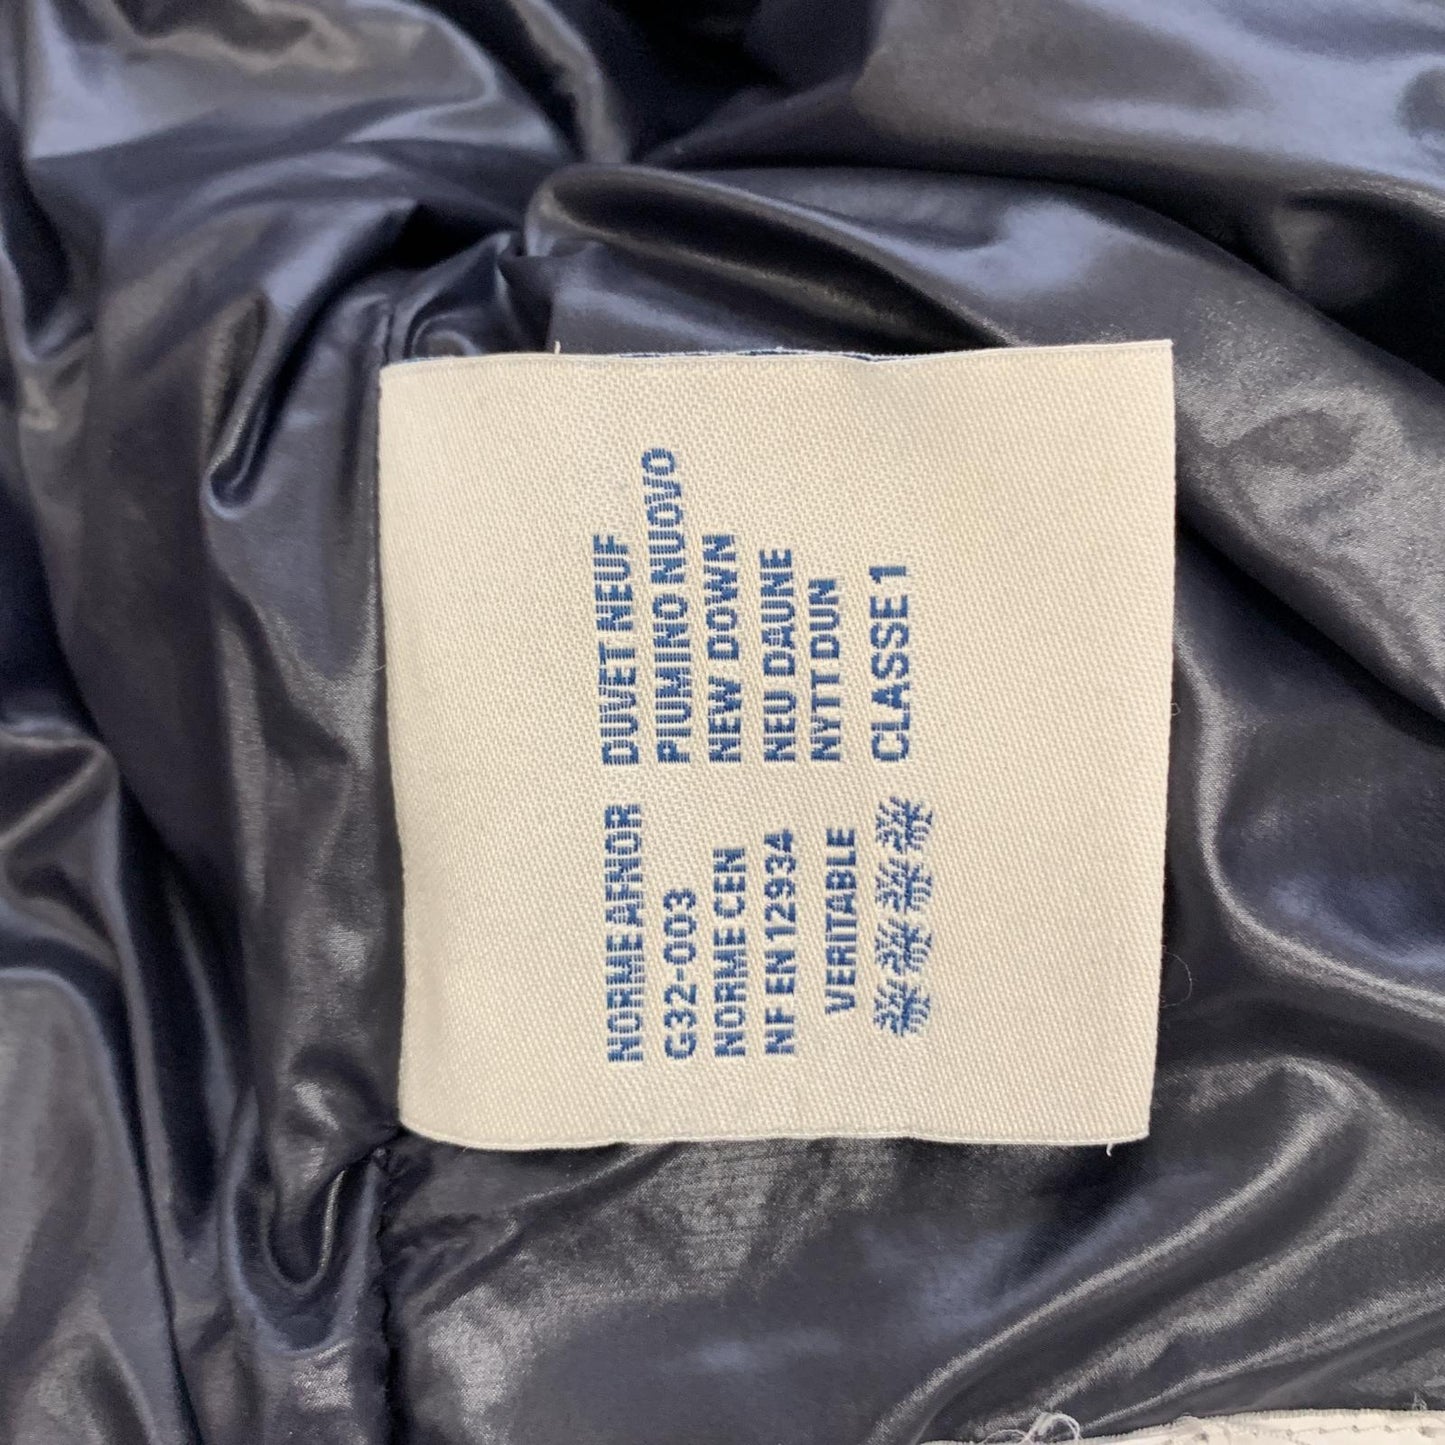 NORME AFNOR DUVET NEUF
G32-003 PIUMINO NUOVO
NORME CEN NEW DOWN
NF EN 12934 NEU DAUNE
VERITABLE NYTT DUN
CLASSE 1